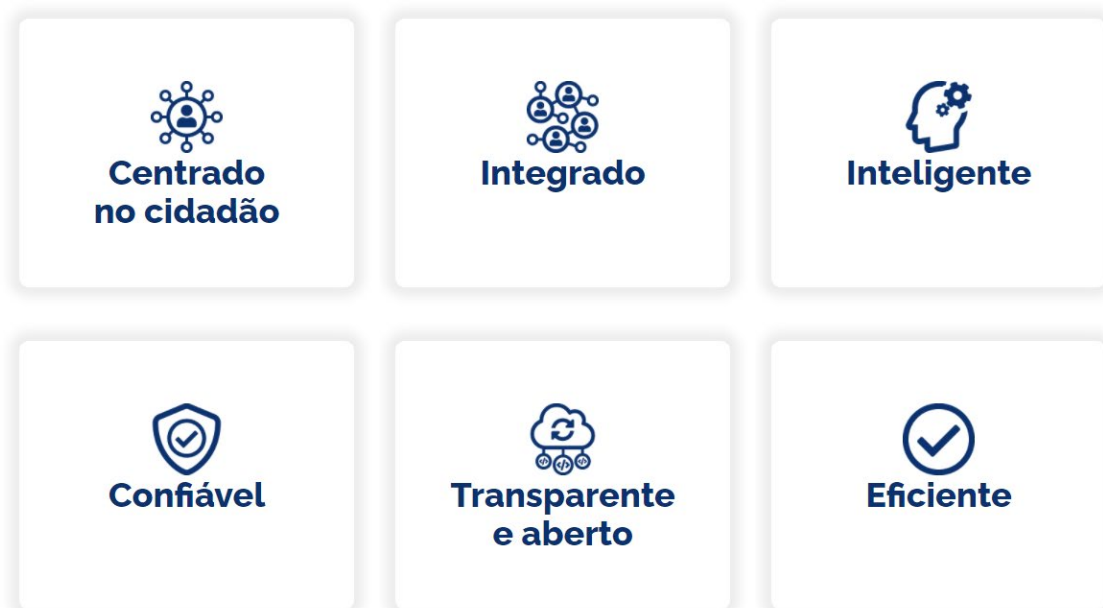 Centrado
no cidadão
Integrado
Inteligente
Confiável
Transparente
e aberto
Eficiente